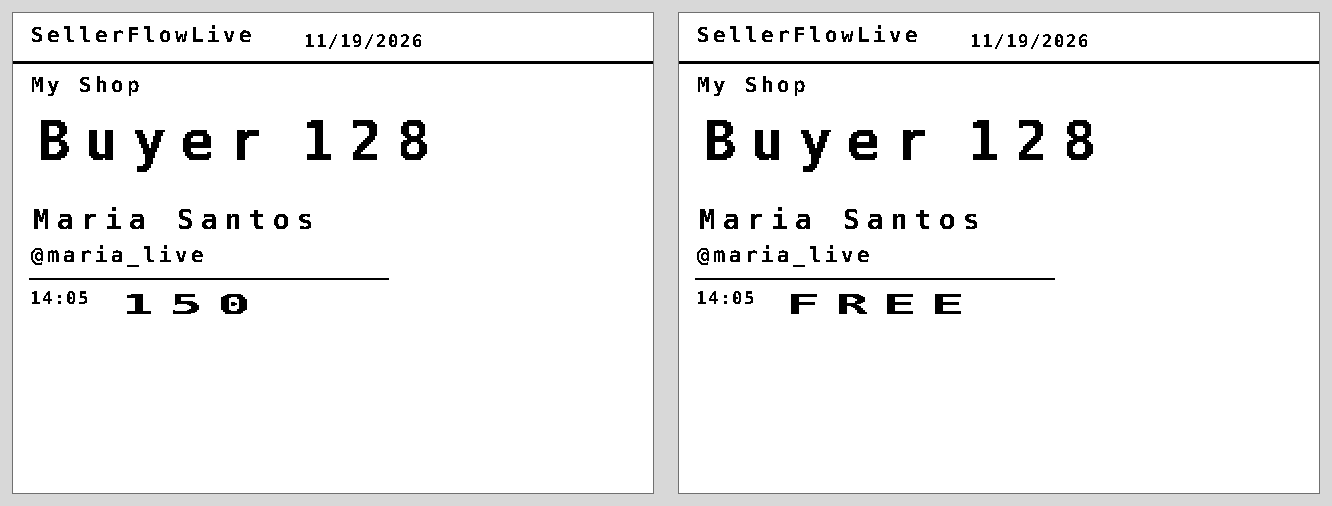 SellerFlowLive 11/19/2026
My Shop
Buyer 128
Maria Santos
@maria_live
14:05 150
SellerFlowLive 11/19/2026
My Shop
Buyer 128
Maria Santos
@maria_live
14:05 FREE